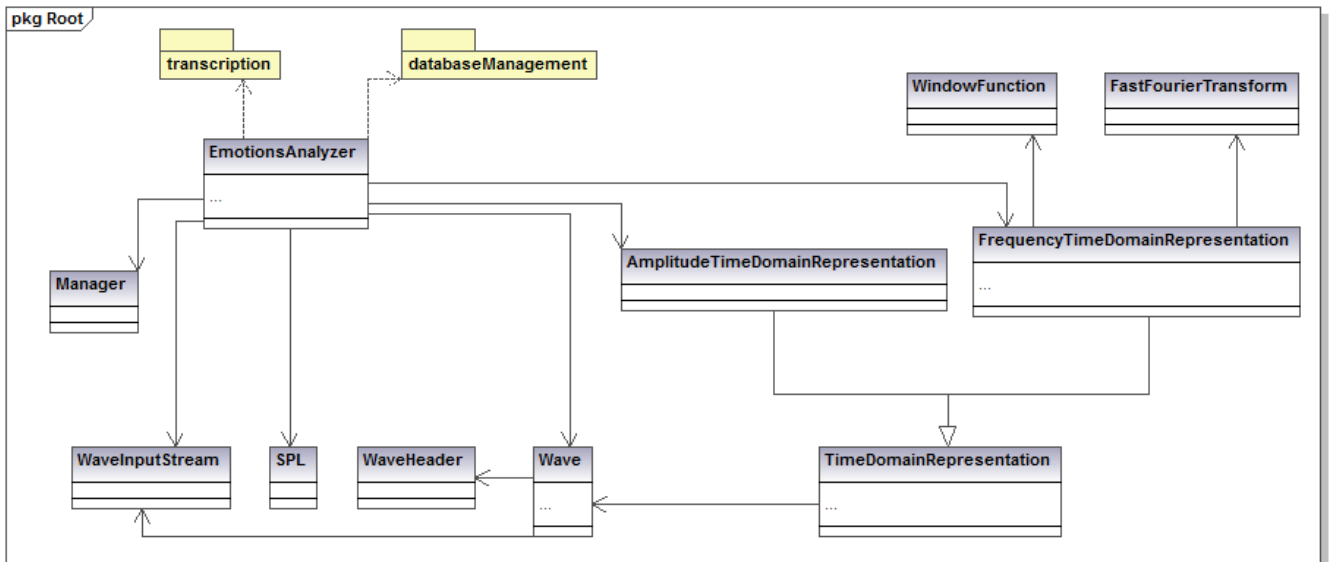 pkg Root
transcription
databaseManagement
WindowFunction
FastFourierTransform
EmotionsAnalyzer
...
FrequencyTimeDomainRepresentation
...
AmplitudeTimeDomainRepresentation
Manager
WaveInputStream
SPL
WaveHeader
Wave
...
TimeDomainRepresentation
...